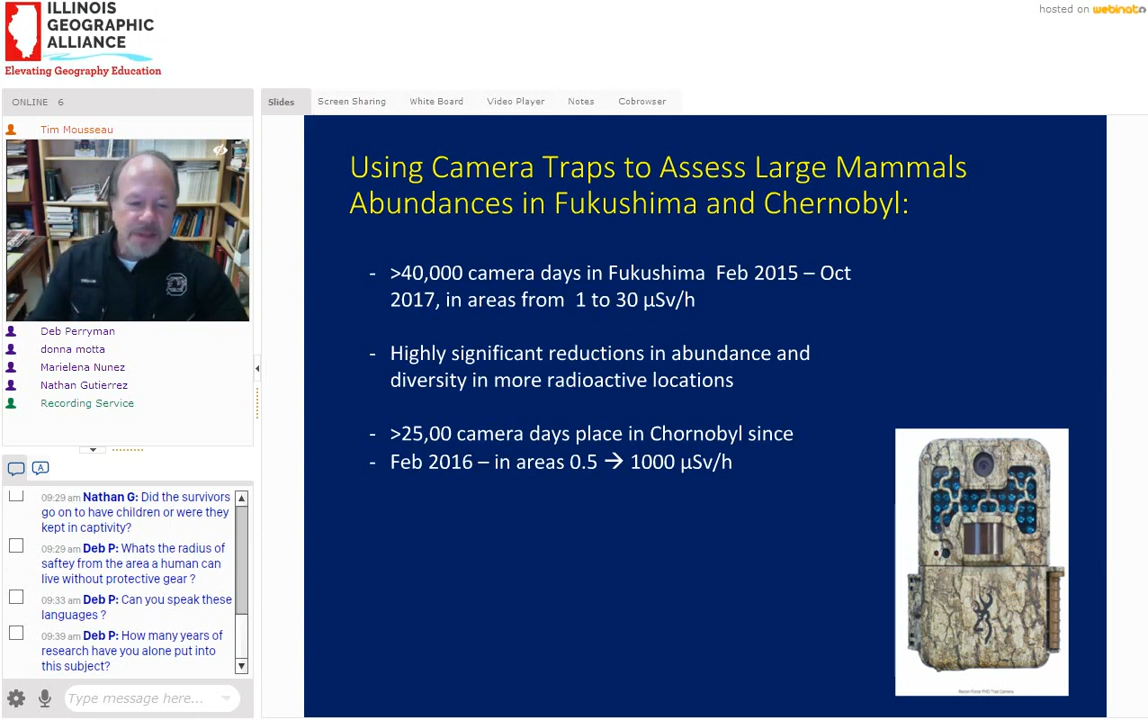 ILLINOIS
GEOGRAPHIC
ALLIANCE
Elevating Geography Education
hosted on webinato
ONLINE 6
Slides
Screen Sharing
White Board
Video Player
Notes
Cobrowser
Tim Mousseau
Deb Perryman
donna motta
Marielena Nunez
Nathan Gutierrez
Recording Service
A
09:29 am Nathan G: Did the survivors
go on to have children or were they
kept in captivity?
09:29 am Deb P: Whats the radius of
saftey from the area a human can
live without protective gear ?
09:33 am Deb P: Can you speak these
languages ?
09:39 am Deb P: How many years of
research have you alone put into
this subject?
Type message here...
Using Camera Traps to Assess Large Mammals
Abundances in Fukushima and Chernobyl:
- >40,000 camera days in Fukushima Feb 2015 – Oct
2017, in areas from 1 to 30 µSv/h
- Highly significant reductions in abundance and
diversity in more radioactive locations
- >25,00 camera days place in Chornobyl since
- Feb 2016 – in areas 0.5 → 1000 µSv/h